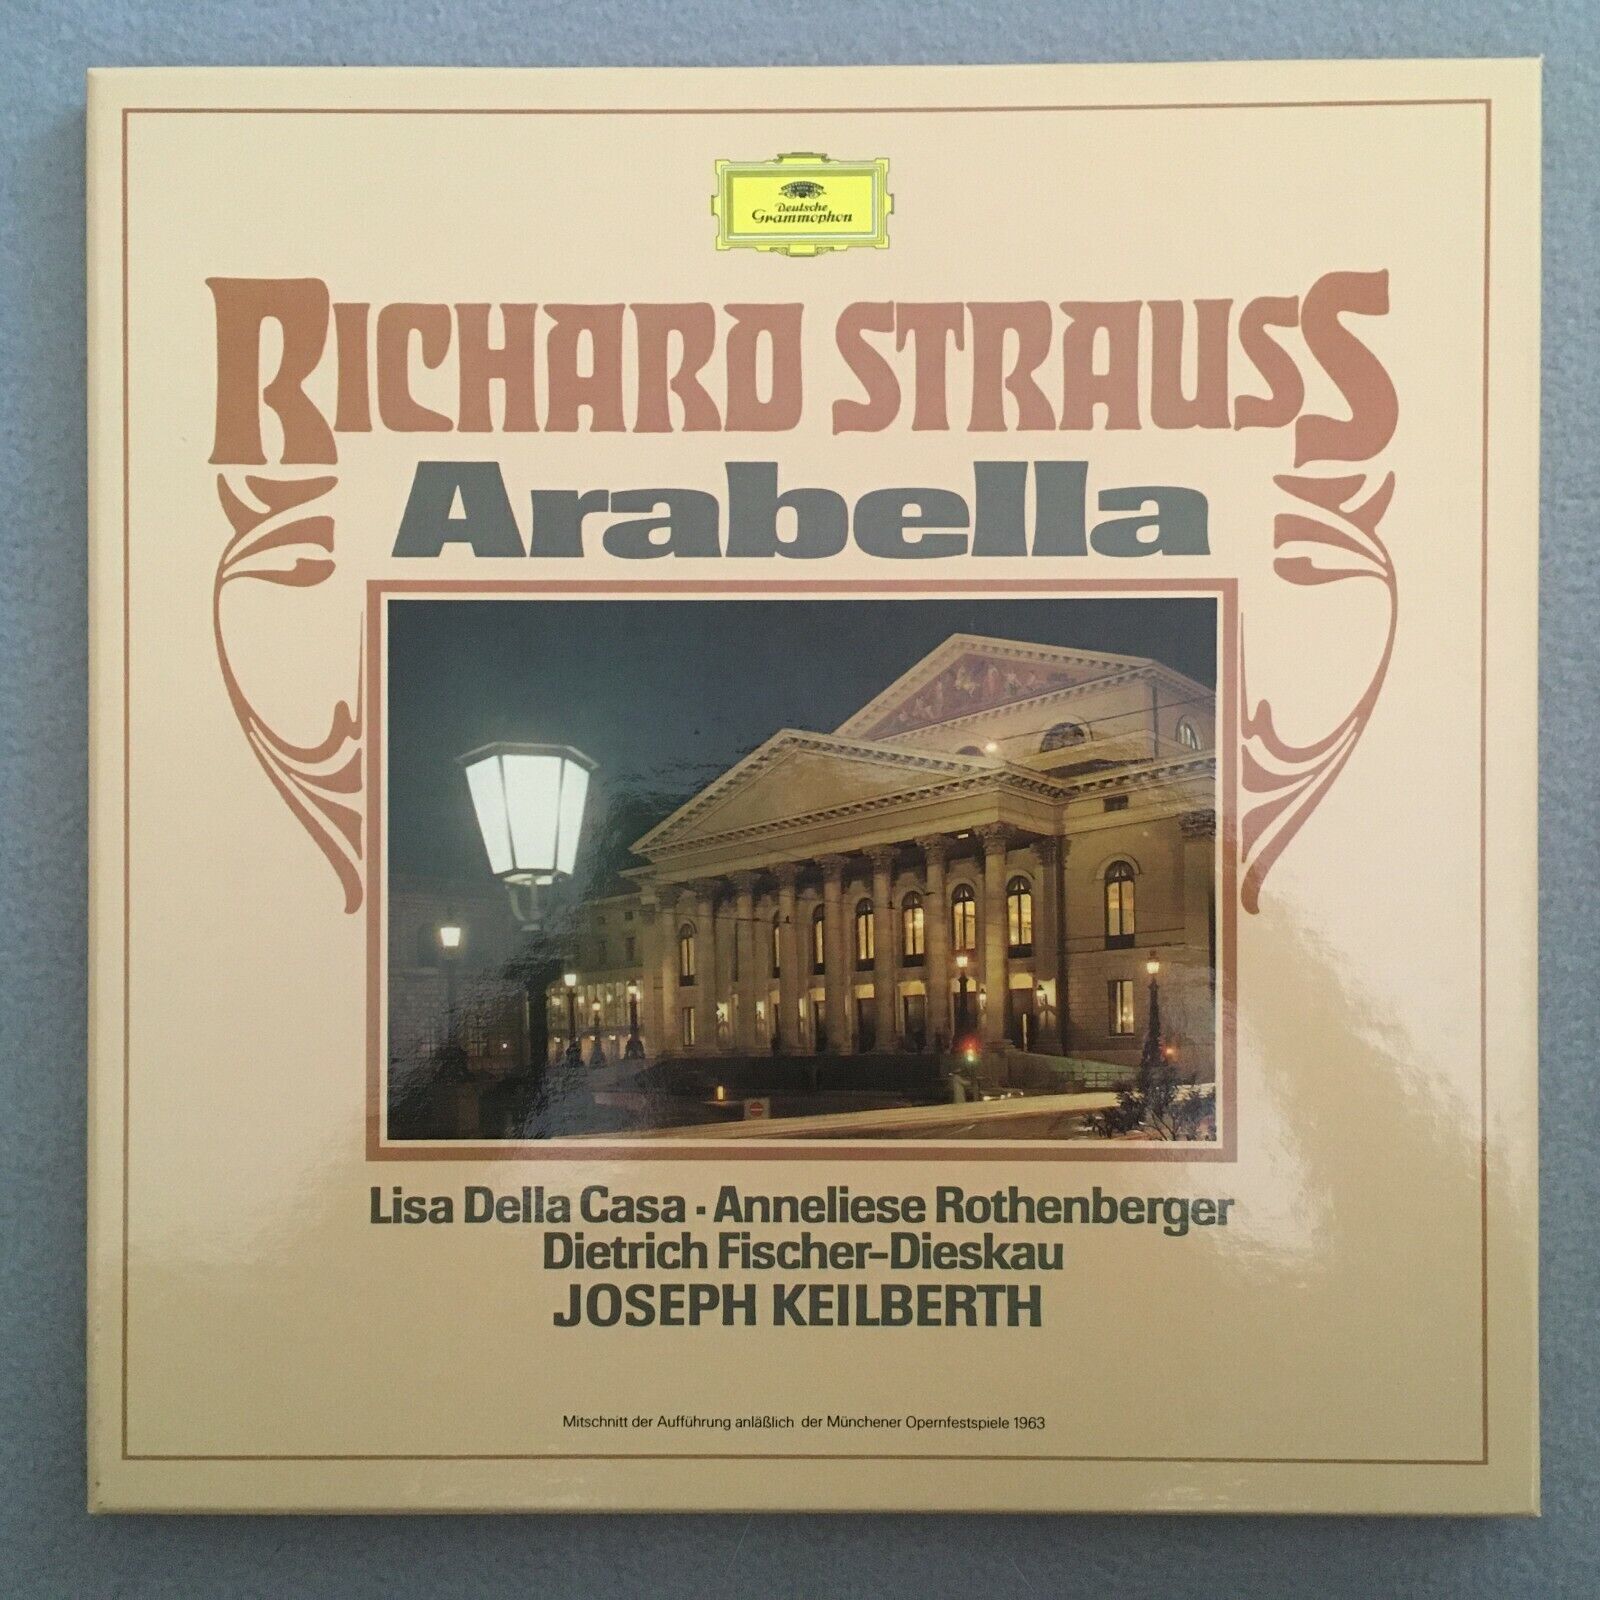 Deutsche
Grammophon
RICHARD STRAUSS
Arabella
Lisa Della Casa · Anneliese Rothenberger
Dietrich Fischer-Dieskau
JOSEPH KEILBERTH
Mitschnitt der Aufführung anläßlich der Münchener Opernfestspiele 1963